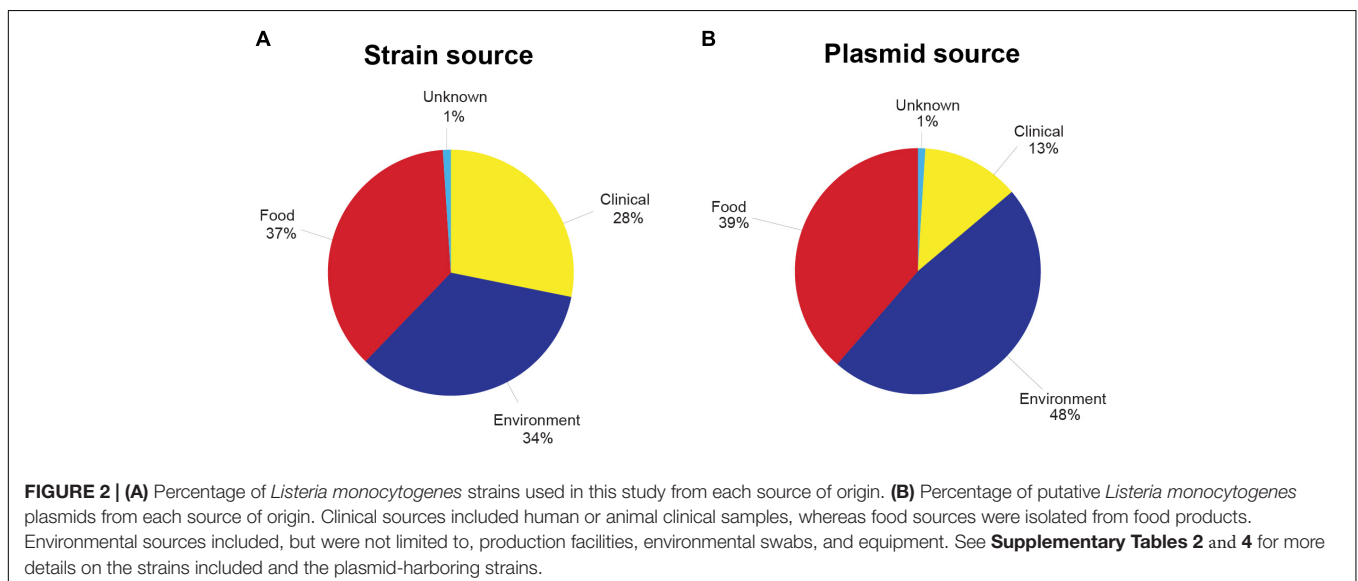 A
Strain source
Unknown
1%
Clinical
28%
Food
37%
Environment
34%
B
Plasmid source
Unknown
1%
Clinical
13%
Food
39%
Environment
48%
FIGURE 2 | (A) Percentage of Listeria monocytogenes strains used in this study from each source of origin. (B) Percentage of putative Listeria monocytogenes
plasmids from each source of origin. Clinical sources included human or animal clinical samples, whereas food sources were isolated from food products.
Environmental sources included, but were not limited to, production facilities, environmental swabs, and equipment. See Supplementary Tables 2 and 4 for more
details on the strains included and the plasmid-harboring strains.